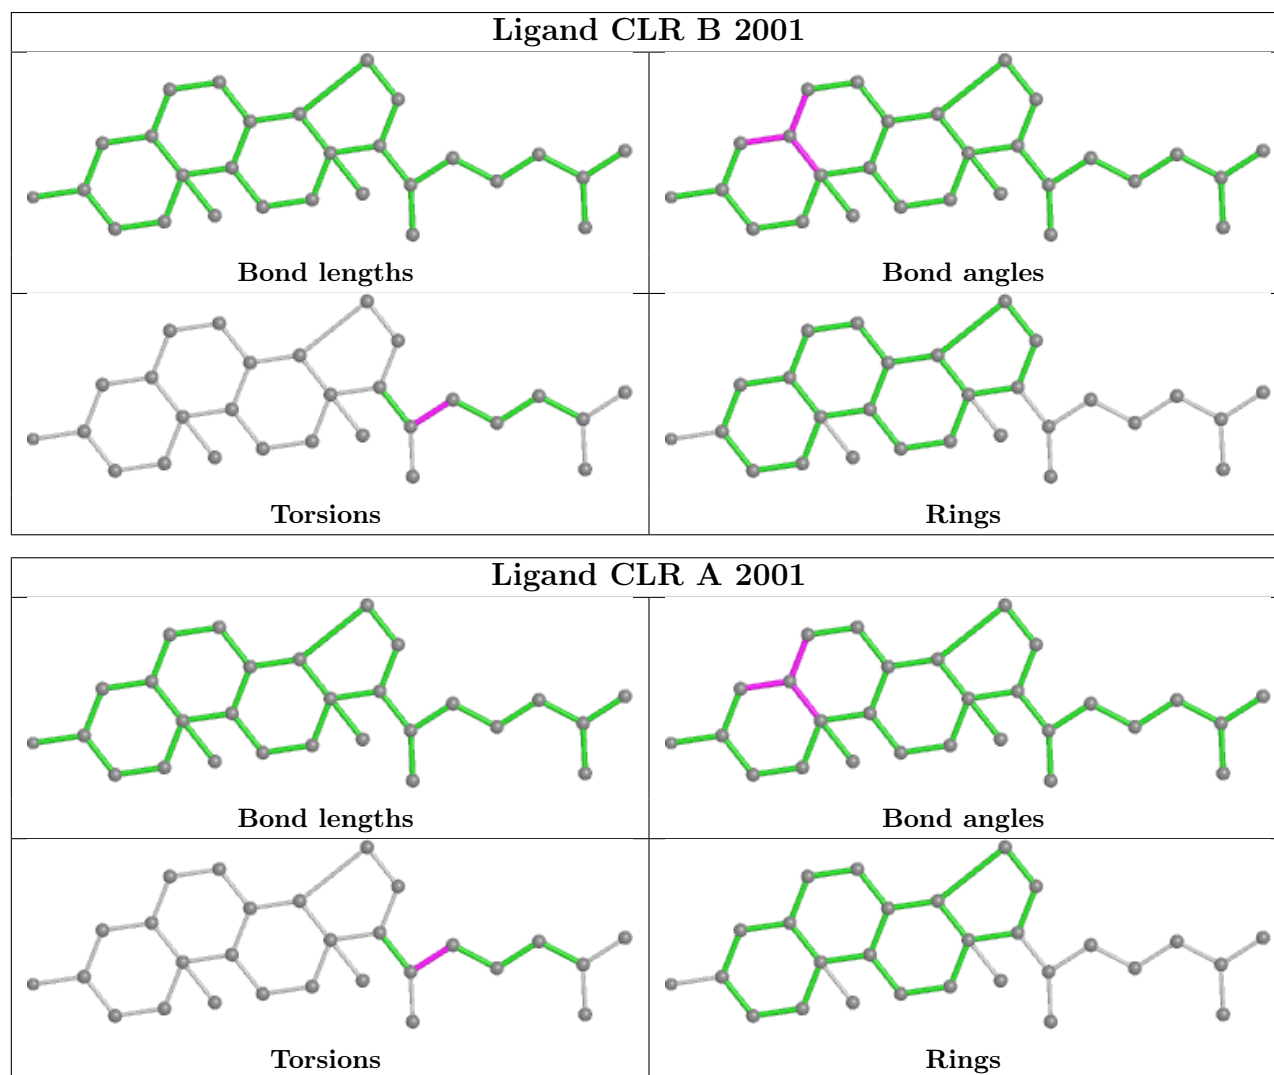 Ligand CLR B 2001
Bond lengths
Bond angles
Torsions
Rings
Ligand CLR A 2001
Bond lengths
Bond angles
Torsions
Rings